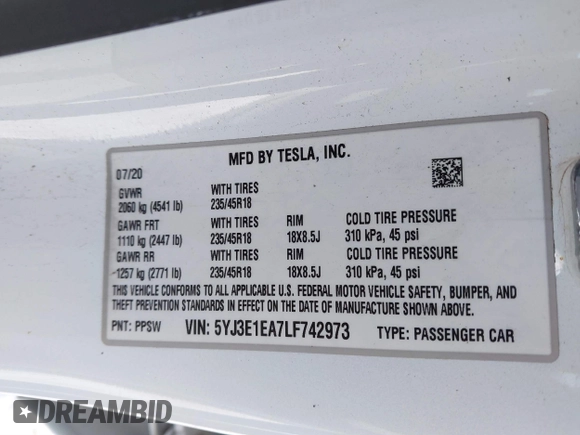 MFD BY TESLA, INC.
07/20
GVWR WITH TIRES
2060 kg (4541 lb) 235/45R18
GAWR FRT WITH TIRES RIM COLD TIRE PRESSURE
1110 kg (2447 lb) 235/45R18 18X8.5J 310 kPa, 45 psi
GAWR RR WITH TIRES RIM COLD TIRE PRESSURE
1257 kg (2771 lb) 235/45R18 18X8.5J 310 kPa, 45 psi
THIS VEHICLE CONFORMS TO ALL APPLICABLE U.S. FEDERAL MOTOR VEHICLE SAFETY, BUMPER, AND
THEFT PREVENTION STANDARDS IN EFFECT ON THE DATE OF MANUFACTURE SHOWN ABOVE.
PNT: PPSW VIN: 5YJ3E1EA7LF742973 TYPE: PASSENGER CAR
DREAMBID